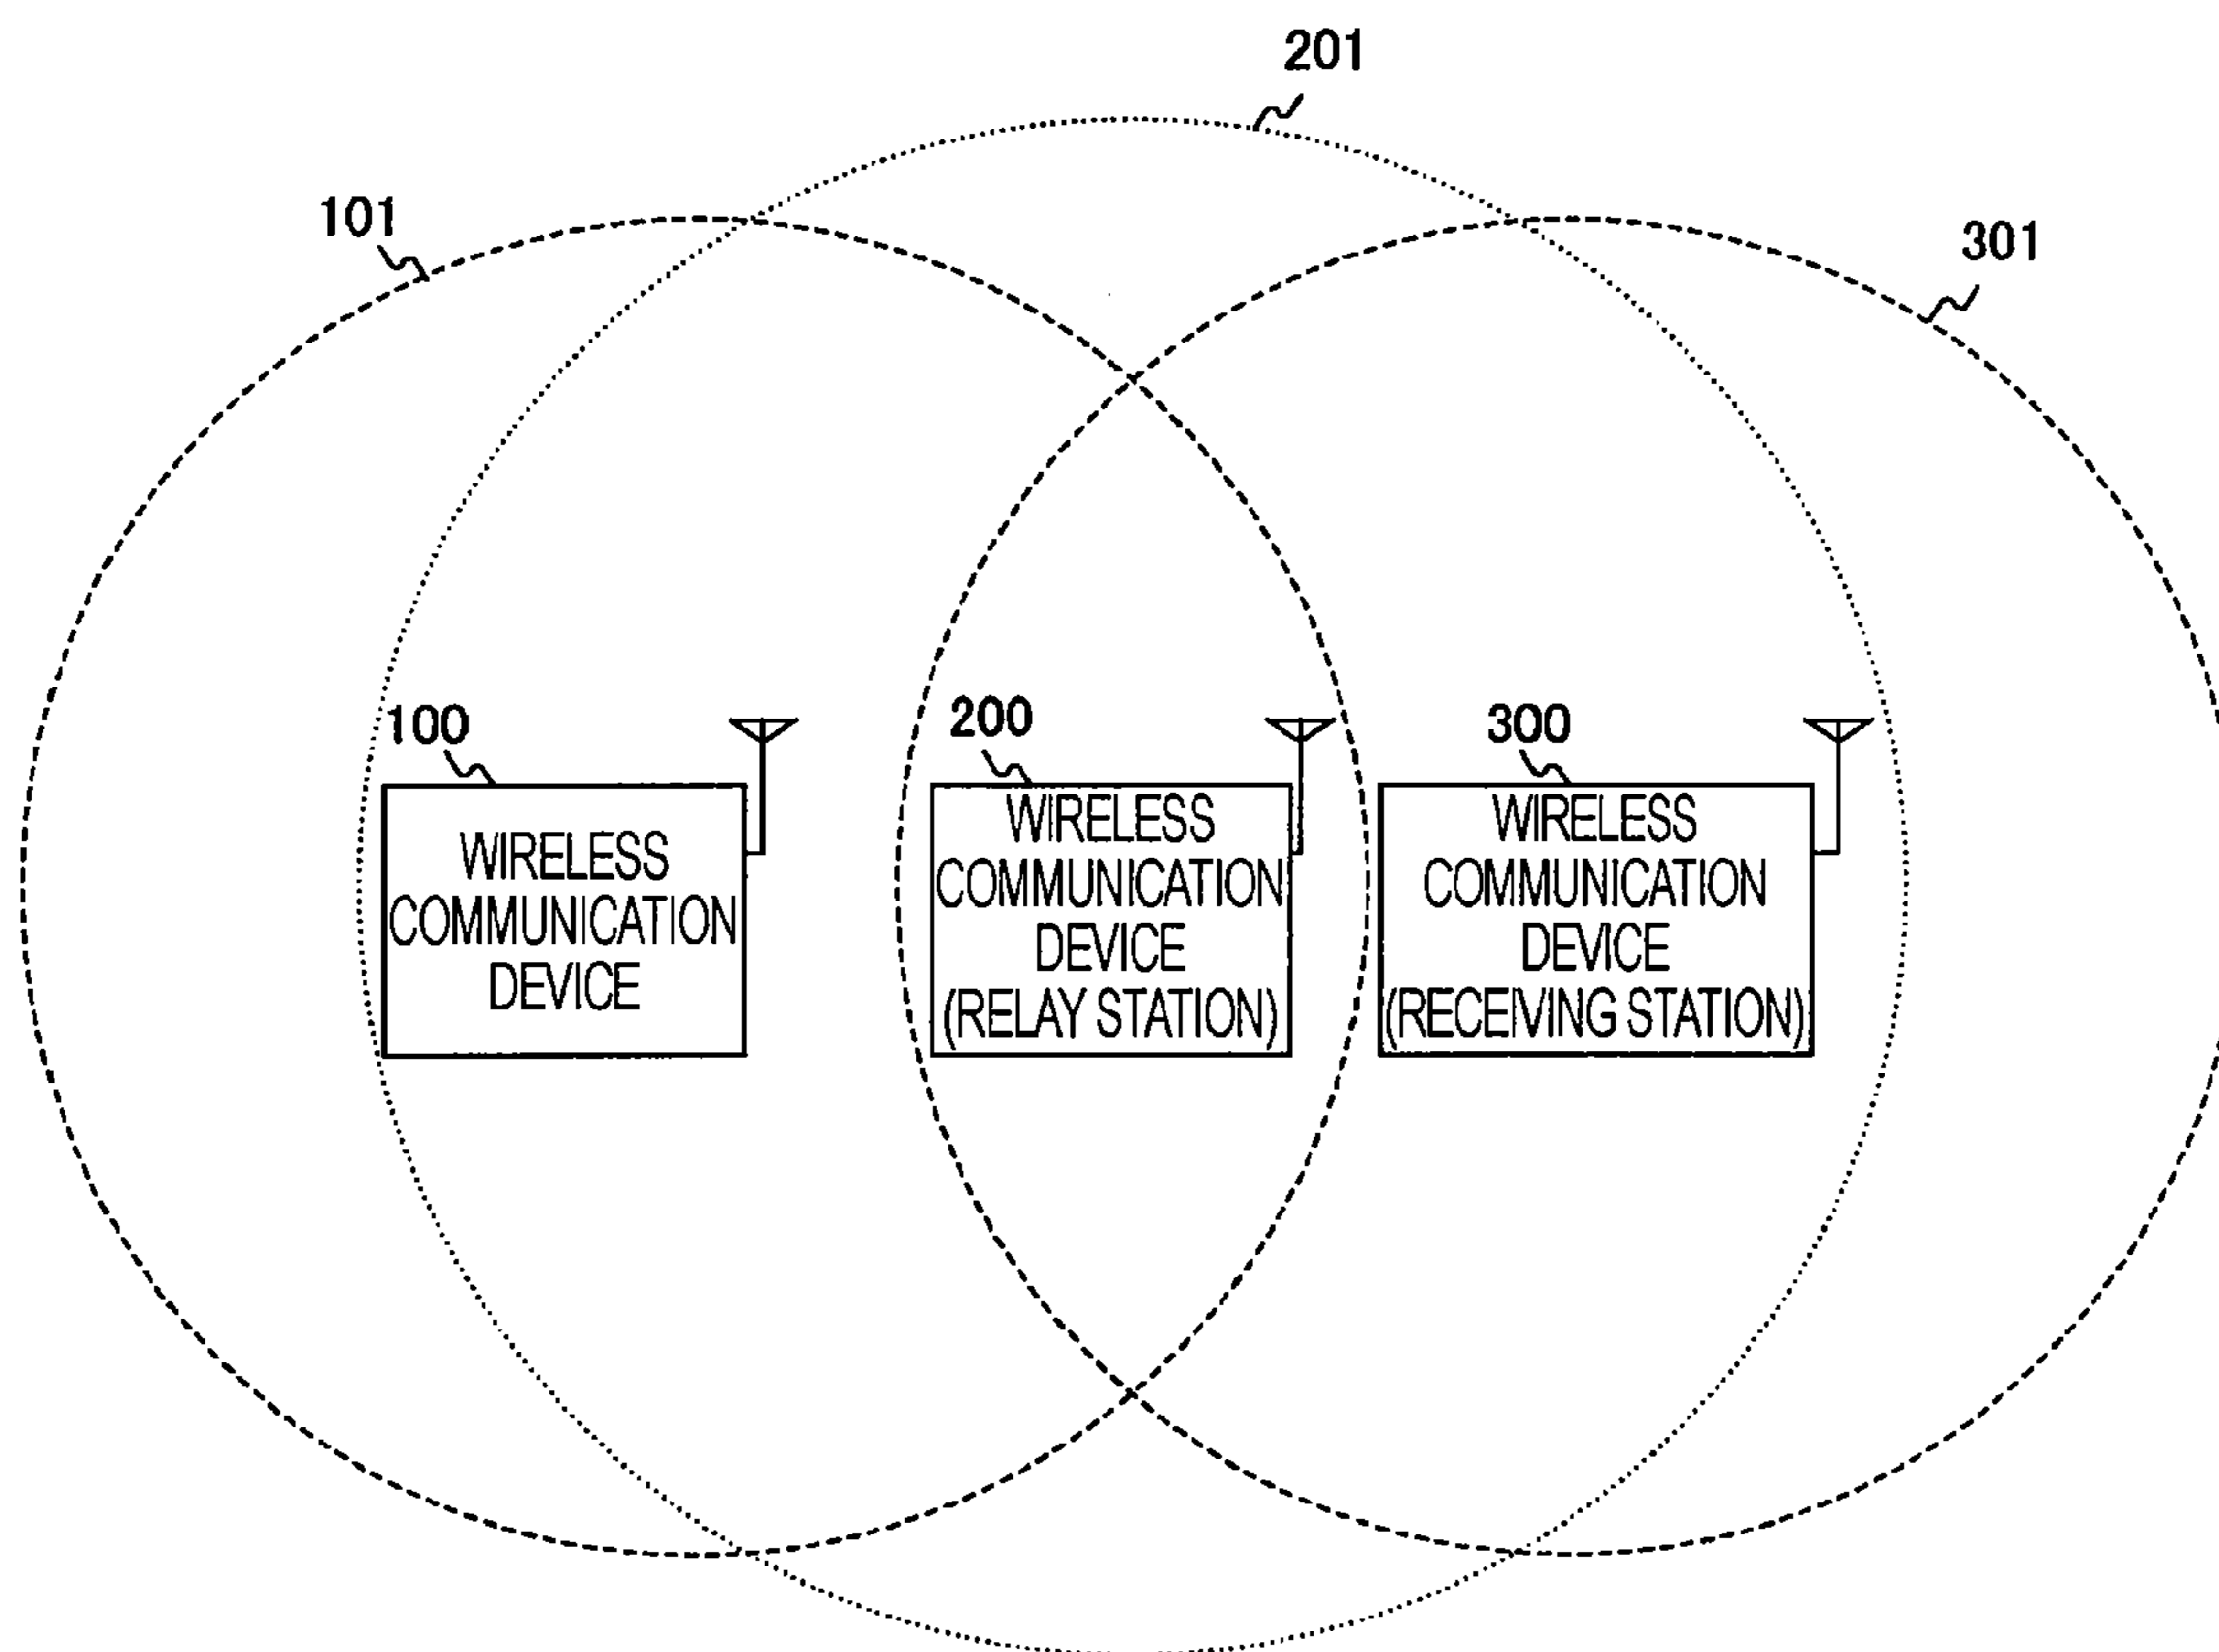 201
101
301
100
WIRELESS
COMMUNICATION
DEVICE
200
WIRELESS
COMMUNICATION
DEVICE
(RELAY STATION)
300
WIRELESS
COMMUNICATION
DEVICE
(RECEIVING STATION)